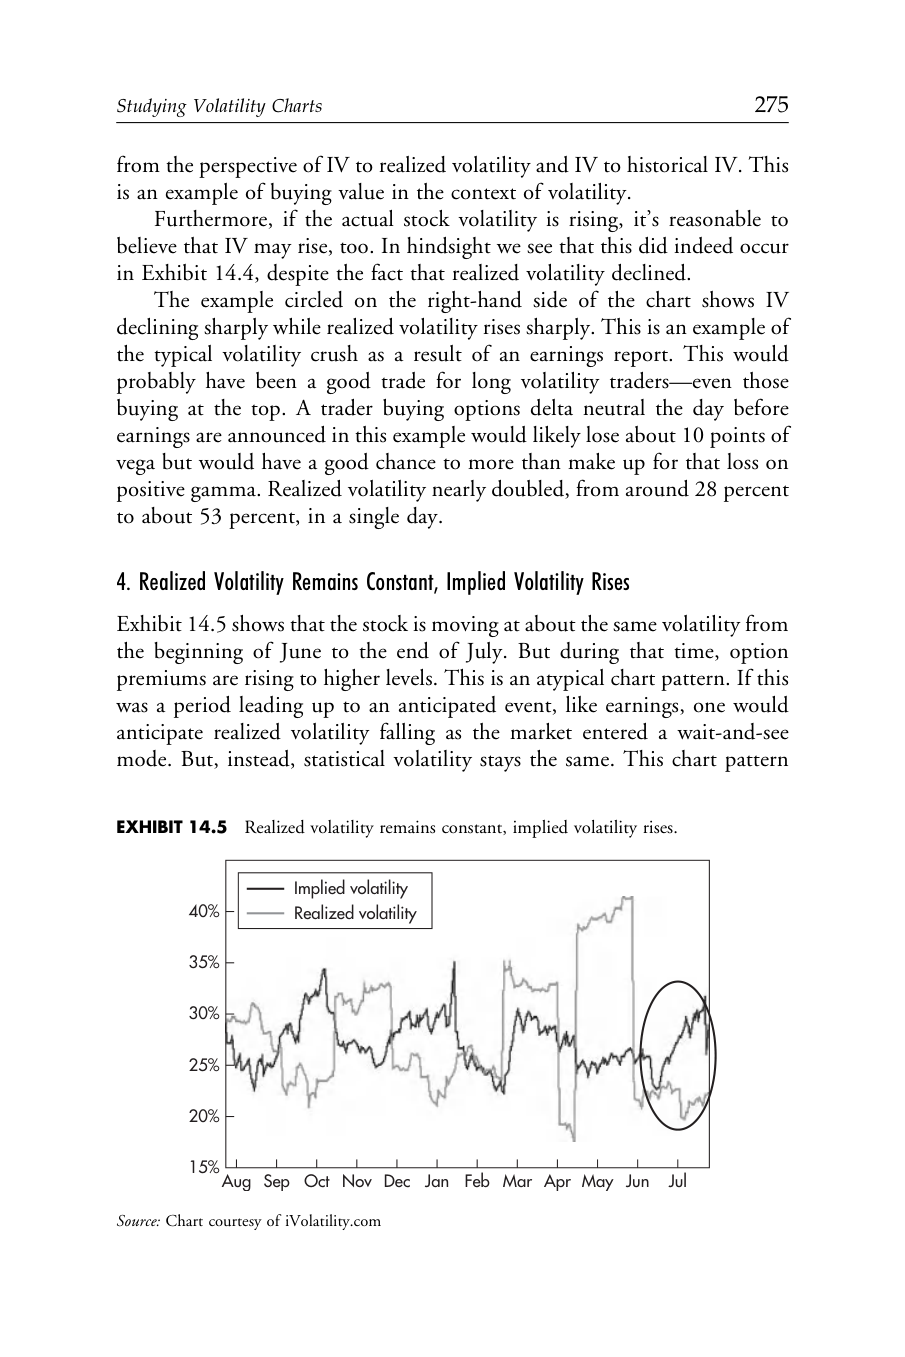 Studying Volatility Charts 275
from the perspective of IV to realized volatility and IV to historical IV. This
is an example of buying value in the context of volatility.
Furthermore, if the actual stock volatility is rising, it’s reasonable to
believe that IV may rise, too. In hindsight we see that this did indeed occur
in Exhibit 14.4, despite the fact that realized volatility declined.
The example circled on the right-hand side of the chart shows IV
declining sharply while realized volatility rises sharply. This is an example of
the typical volatility crush as a result of an earnings report. This would
probably have been a good trade for long volatility traders—even those
buying at the top. A trader buying options delta neutral the day before
earnings are announced in this example would likely lose about 10 points of
vega but would have a good chance to more than make up for that loss on
positive gamma. Realized volatility nearly doubled, from around 28 percent
to about 53 percent, in a single day.
4. Realized Volatility Remains Constant, Implied Volatility Rises
Exhibit 14.5 shows that the stock is moving at about the same volatility from
the beginning of June to the end of July. But during that time, option
premiums are rising to higher levels. This is an atypical chart pattern. If this
was a period leading up to an anticipated event, like earnings, one would
anticipate realized volatility falling as the market entered a wait-and-see
mode. But, instead, statistical volatility stays the same. This chart pattern
EXHIBIT 14.5 Realized volatility remains constant, implied volatility rises.
Implied volatility
Realized volatility
40%
35%
30%
25%
20%
15%
Aug Sep Oct Nov Dec Jan Feb Mar Apr May Jun Jul
Source: Chart courtesy of iVolatility.com